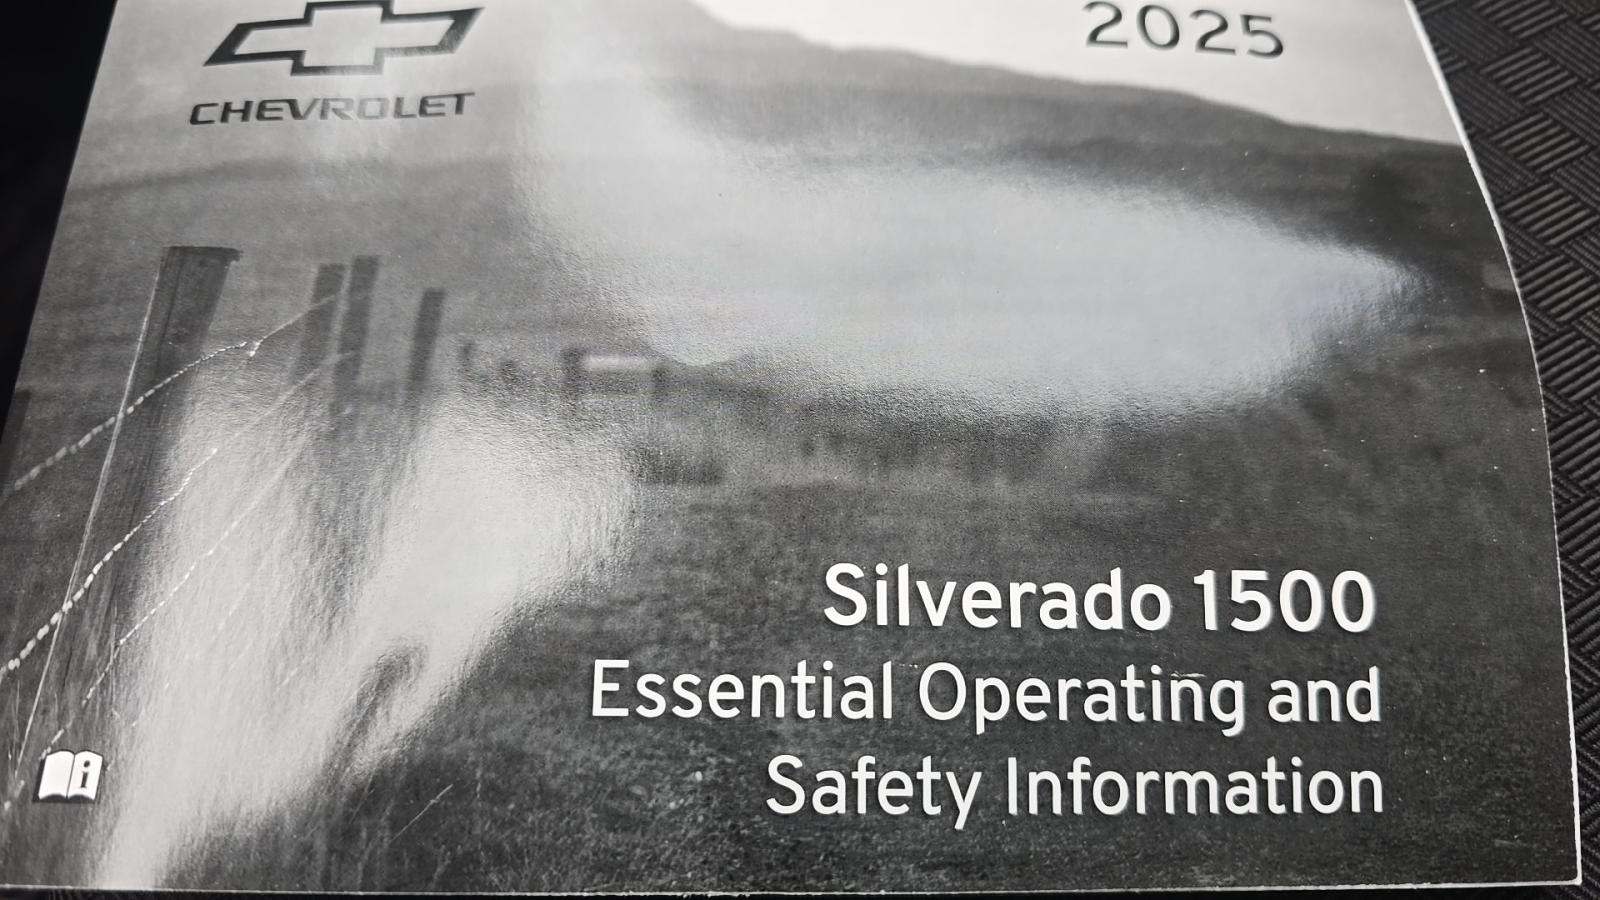 2025
CHEVROLET
Silverado 1500
Essential Operating and
Safety Information
i